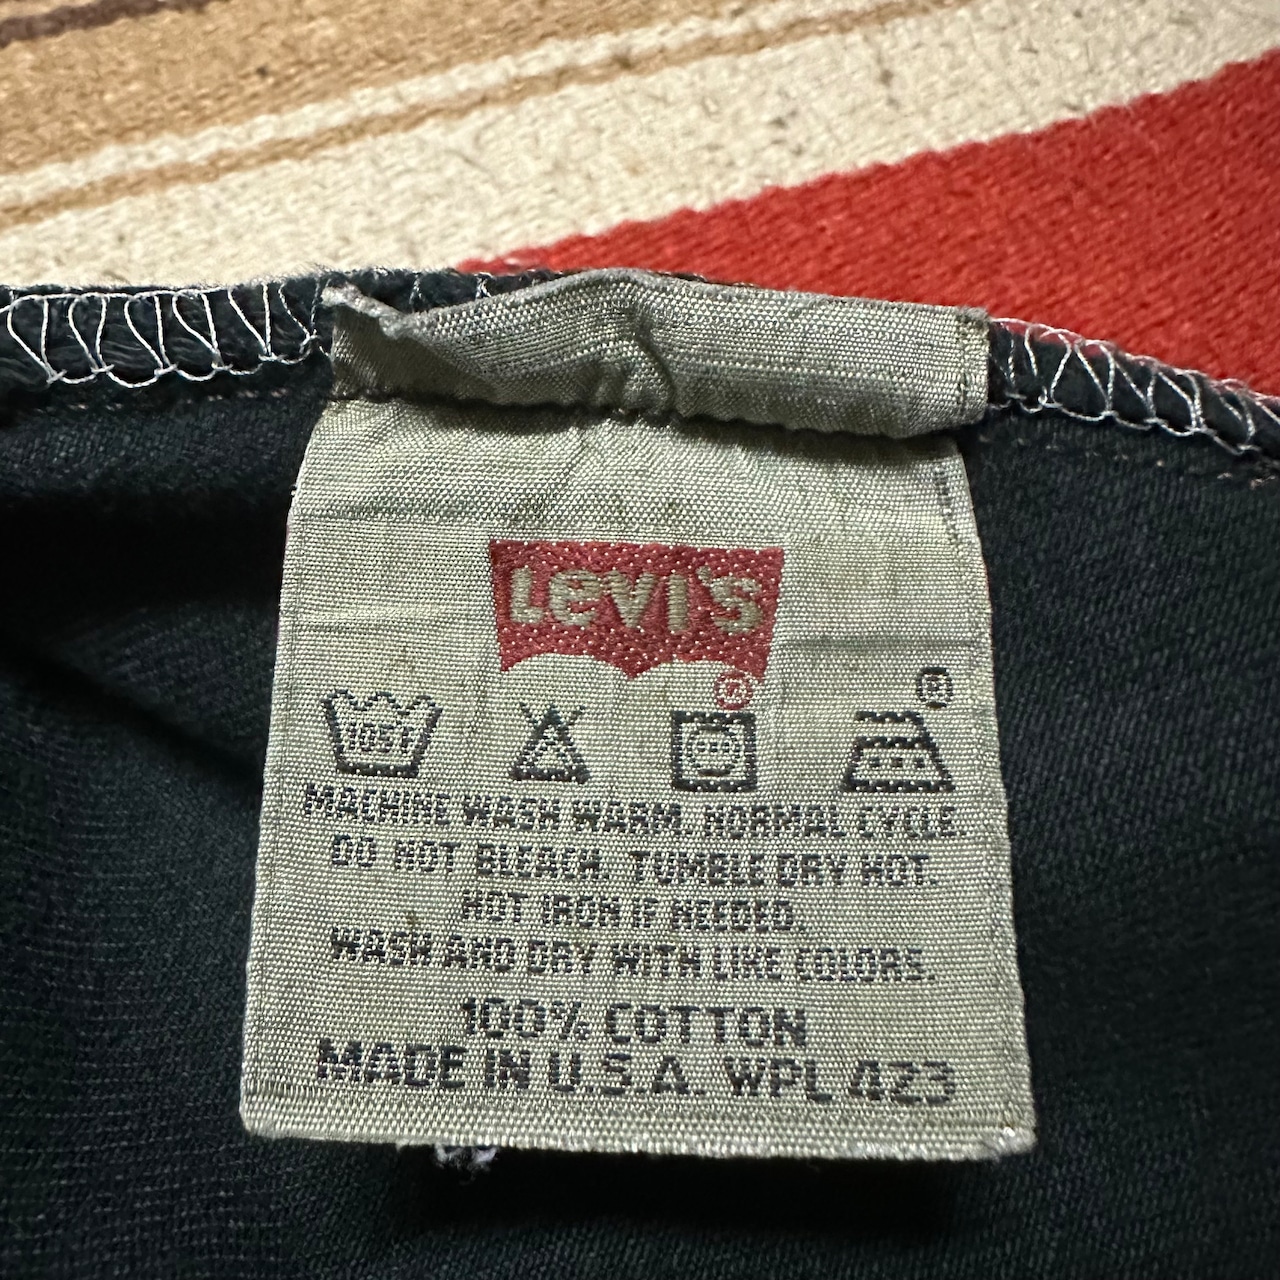 Levi's
®
®
105F
MACHINE WASH WARM. NORMAL CYCLE.
DO NOT BLEACH. TUMBLE DRY HOT.
HOT IRON IF NEEDED.
WASH AND DRY WITH LIKE COLORS.
100% COTTON
MADE IN U.S.A. WPL 423